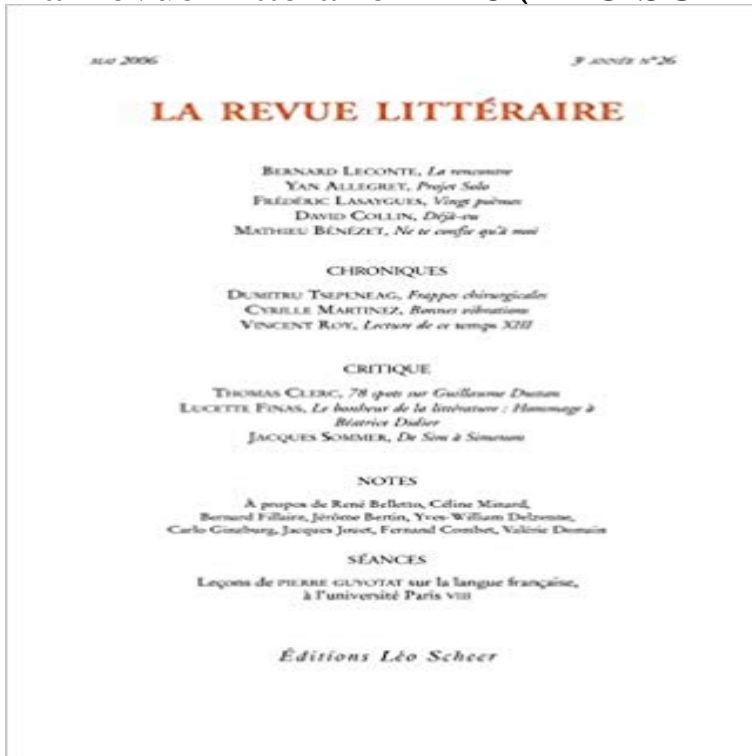 MAI 2006
3e ANNÉE N°26
LA REVUE LITTÉRAIRE
BERNARD LECONTE, La rencontre
YAN ALLEGRET, Projet Solo
FRÉDÉRIC LASAYGUES, Vingt poèmes
DAVID COLLIN, Déjà-vu
MATHIEU BÉNÉZET, Ne te confie qu'à moi
CHRONIQUES
DUMITRU TSEPENEAG, Frappes chirurgicales
CYRILLE MARTINEZ, Bonnes vibrations
VINCENT ROY, Lecture de ce temps XIII
CRITIQUE
THOMAS CLERC, 78 spots sur Guillaume Dustan
LUCETTE FINAS, Le bonheur de la littérature : Hommage à
Béatrice Didier
JACQUES SOMMER, De Sim à Simenon
NOTES
À propos de René Belletto, Céline Minard,
Bernard Fillaire, Jérôme Bertin, Yves-William Delzenne,
Carlo Ginzburg, Jacques Jouet, Fernand Combet, Valérie
SÉANCES
Leçons de PIERRE GUYOTAT sur la langue française,
à l'université Paris VIII
Éditions Léo Scheer